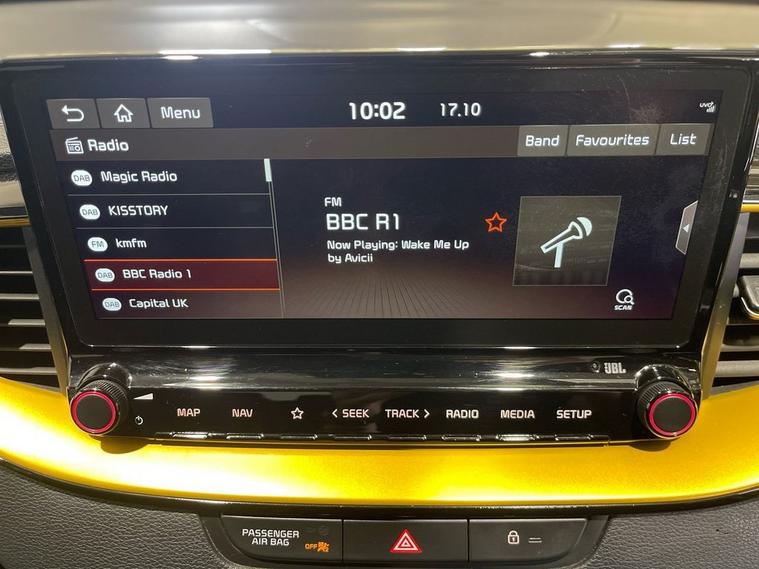 Menu
10:02
17.10
UVO
Radio
Band
Favourites
List
DAB Magic Radio
DAB KISSTORY
FM kmfm
DAB BBC Radio 1
DAB Capital UK
FM
BBC R1
Now Playing: Wake Me Up
by Avicii
SCAN
JBL
MAP NAV < SEEK TRACK > RADIO MEDIA SETUP
PASSENGER
AIR BAG
OFF